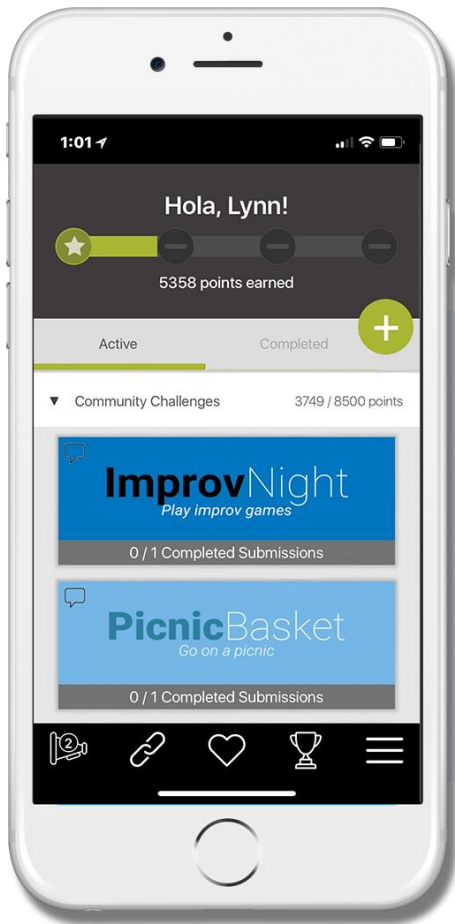 1:01
Hola, Lynn!
5358 points earned
Active Completed
Community Challenges 3749 / 8500 points
ImprovNight
Play improv games
0 / 1 Completed Submissions
PicnicBasket
Go on a picnic
0 / 1 Completed Submissions
2